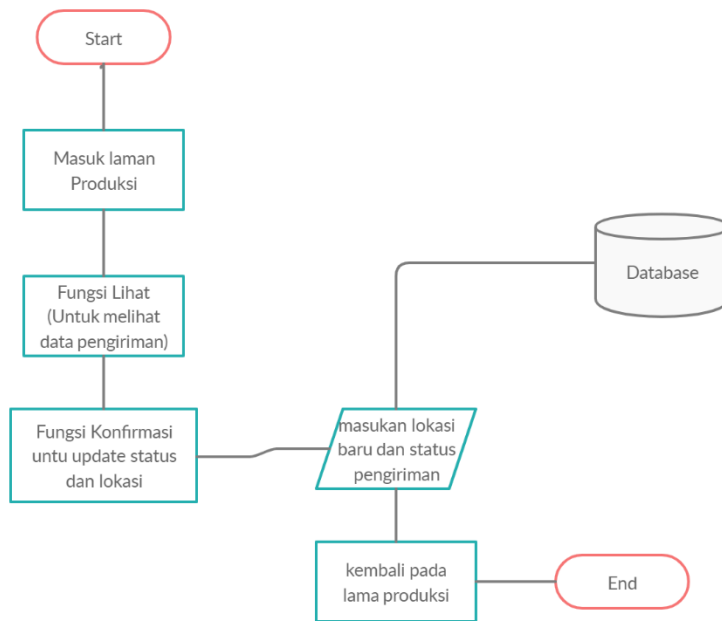 Start
Masuk laman
Produksi
Fungsi Lihat
(Untuk melihat
data pengiriman)
Fungsi Konfirmasi
untu update status
dan lokasi
masukan lokasi
baru dan status
pengiriman
Database
kembali pada
lama produksi
End